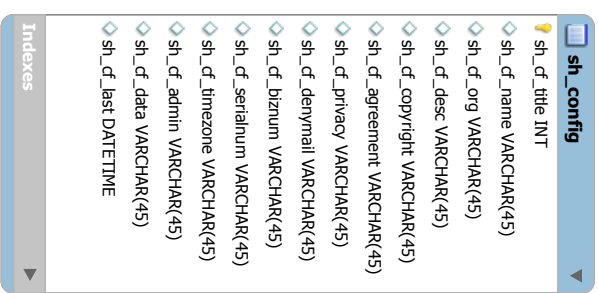 sh_config
sh_cf_title INT
sh_cf_name VARCHAR(45)
sh_cf_org VARCHAR(45)
sh_cf_desc VARCHAR(45)
sh_cf_copyright VARCHAR(45)
sh_cf_agreement VARCHAR(45)
sh_cf_privacy VARCHAR(45)
sh_cf_denymail VARCHAR(45)
sh_cf_biznum VARCHAR(45)
sh_cf_serialnum VARCHAR(45)
sh_cf_timezone VARCHAR(45)
sh_cf_admin VARCHAR(45)
sh_cf_data VARCHAR(45)
sh_cf_last DATETIME
Indexes